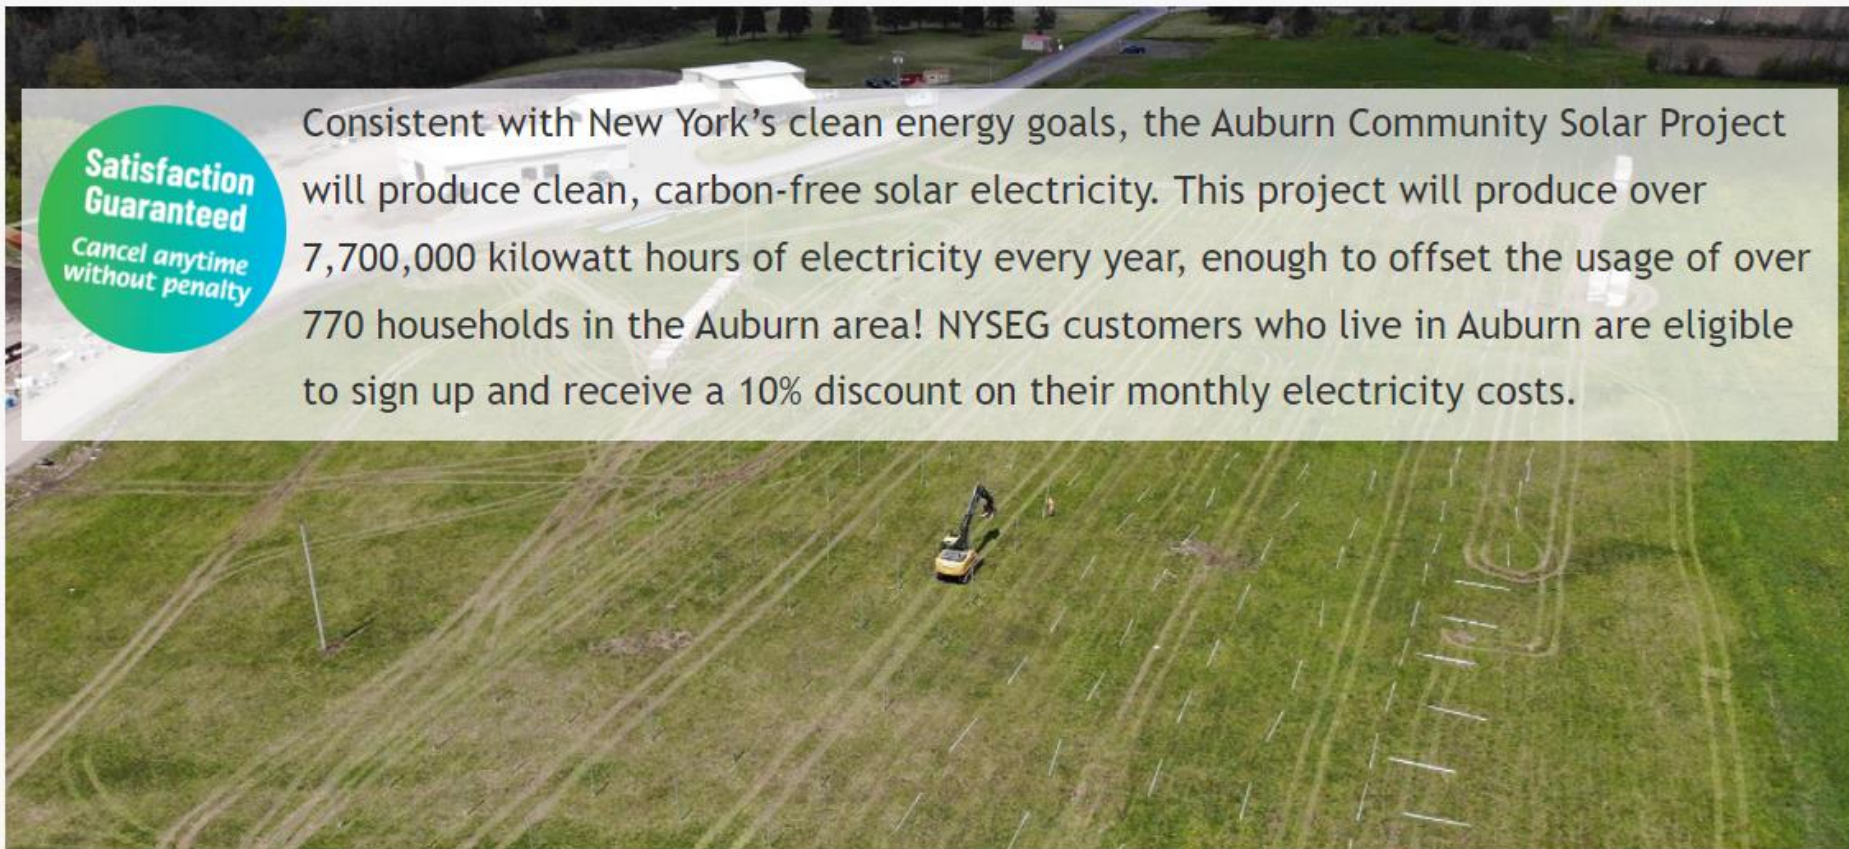 Satisfaction
Guaranteed
Cancel anytime
without penalty
Consistent with New York’s clean energy goals, the Auburn Community Solar Project
will produce clean, carbon-free solar electricity. This project will produce over
7,700,000 kilowatt hours of electricity every year, enough to offset the usage of over
770 households in the Auburn area! NYSEG customers who live in Auburn are eligible
to sign up and receive a 10% discount on their monthly electricity costs.